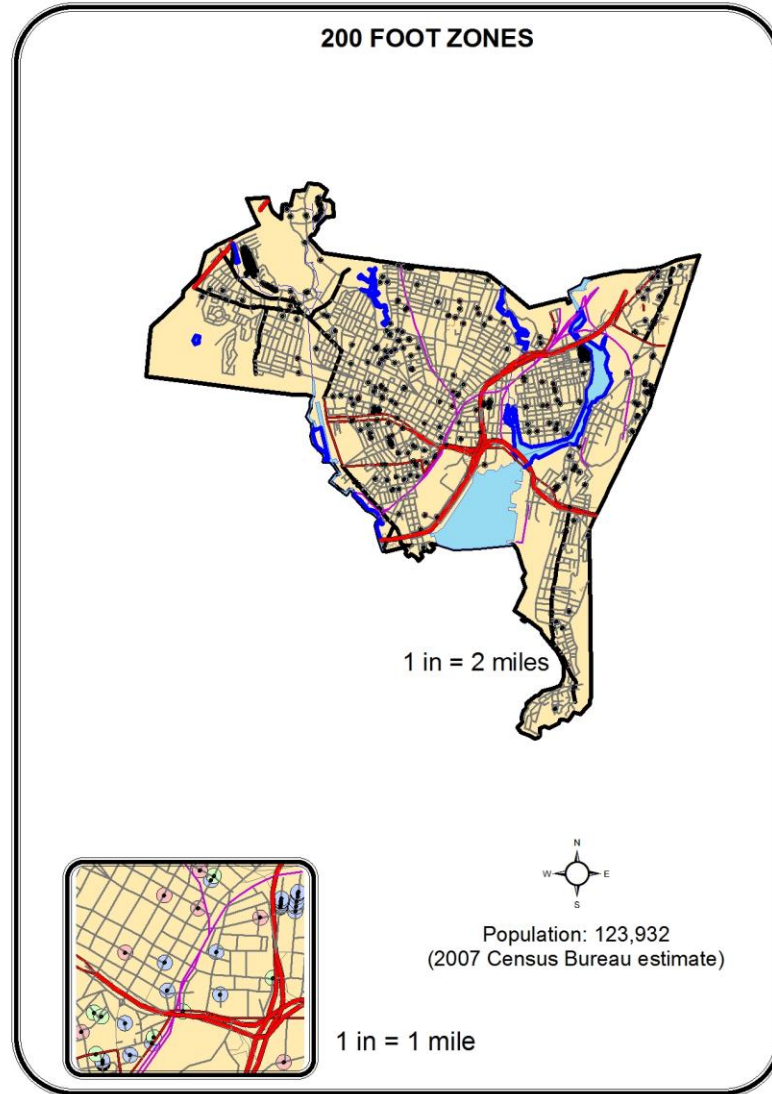 200 FOOT ZONES
1 in = 2 miles
N
W E
S
Population: 123,932
(2007 Census Bureau estimate)
1 in = 1 mile